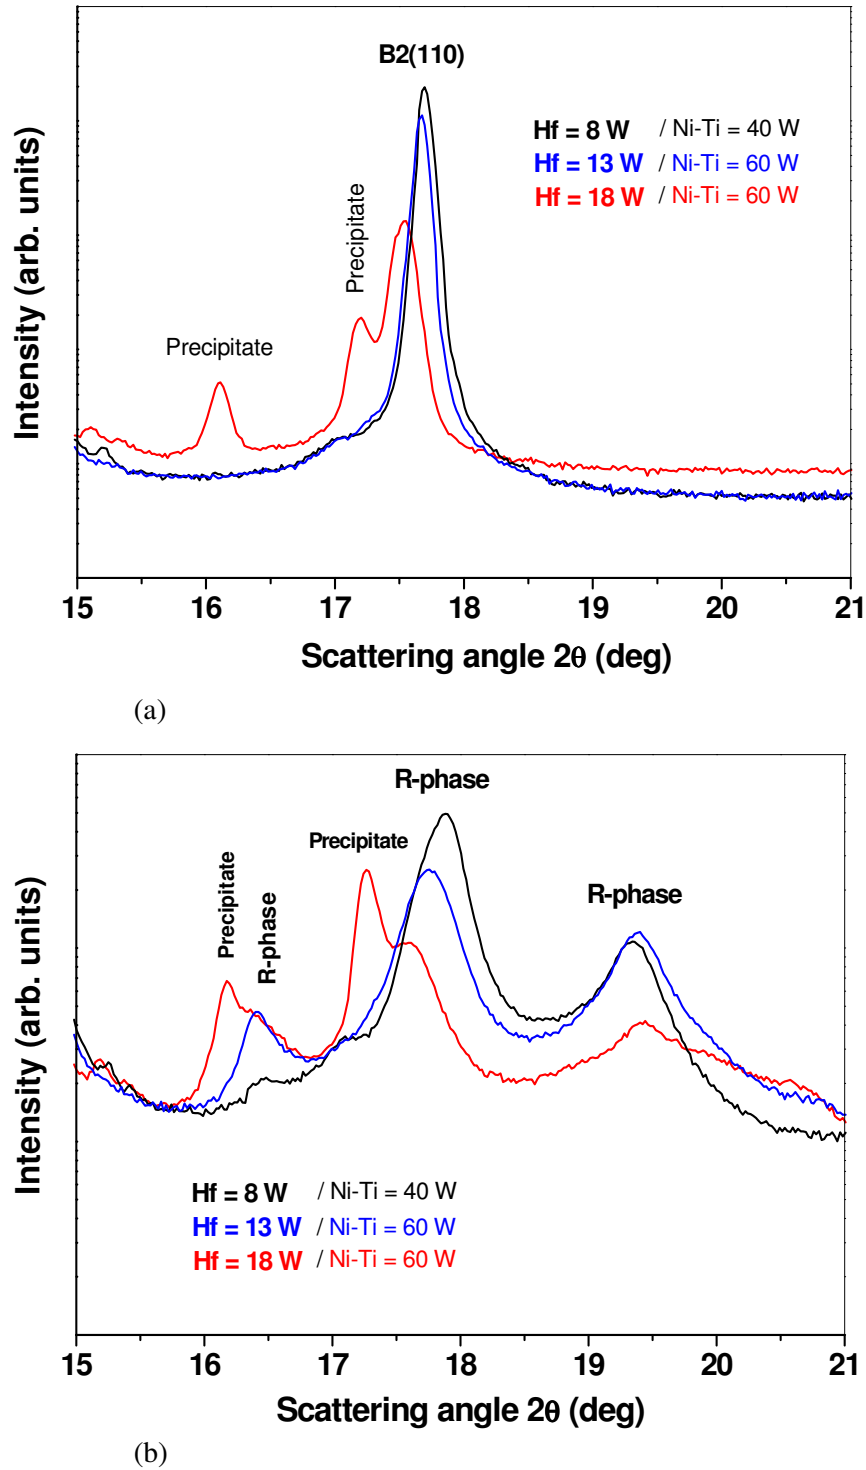 B2(110)
Hf = 8 W / Ni-Ti = 40 W
Hf = 13 W / Ni-Ti = 60 W
Hf = 18 W / Ni-Ti = 60 W
Precipitate
Precipitate
Intensity (arb. units)
15 16 17 18 19 20 21
Scattering angle 2θ (deg)
(a)
R-phase
Precipitate
Precipitate
R-phase
R-phase
Intensity (arb. units)
Hf = 8 W / Ni-Ti = 40 W
Hf = 13 W / Ni-Ti = 60 W
Hf = 18 W / Ni-Ti = 60 W
15 16 17 18 19 20 21
Scattering angle 2θ (deg)
(b)